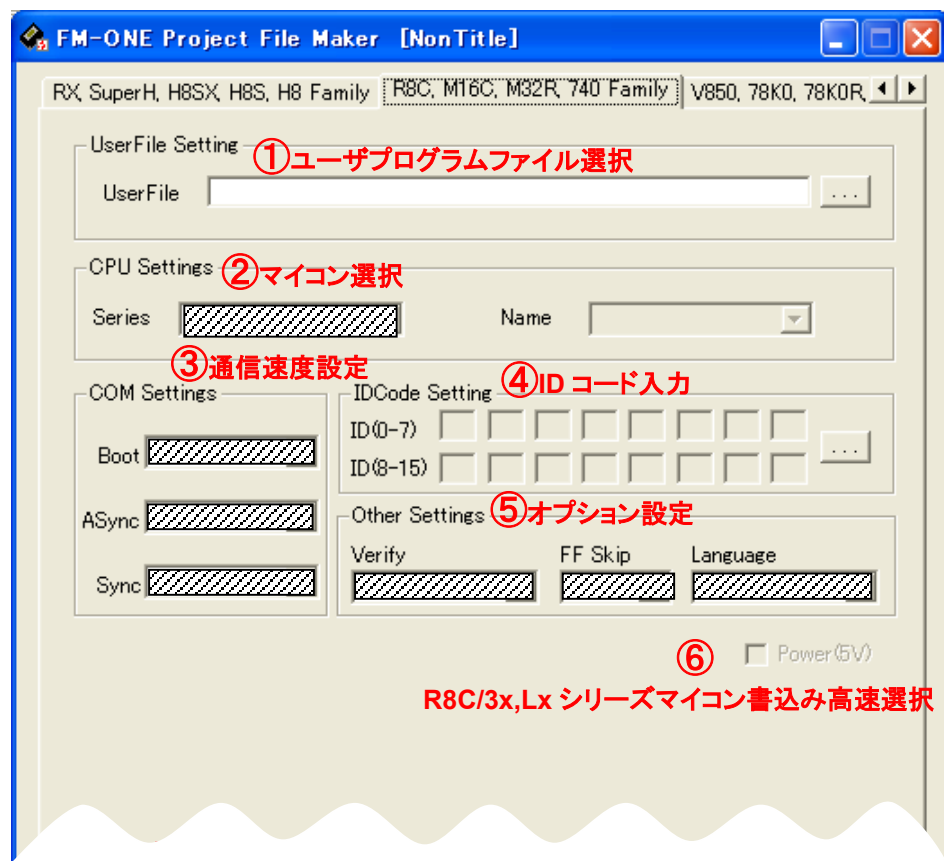 FM-ONE Project File Maker [NonTitle]
RX, SuperH, H8SX, H8S, H8 Family
R8C, M16C, M32R, 740 Family
V850, 78K0, 78K0R,
UserFile Setting
①ユーザプログラムファイル選択
UserFile
...
CPU Settings
②マイコン選択
Series
Name
③通信速度設定
COM Settings
Boot
ASync
Sync
④ID コード入力
IDCode Setting
ID(0-7)
ID(8-15)
...
⑤オプション設定
Other Settings
Verify
FF Skip
Language
⑥
Power(5V)
R8C/3x,Lx シリーズマイコン書込み高速選択